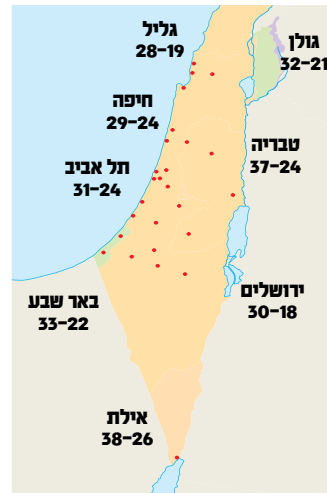 גליל
28-19
גולן
32-21
חיפה
29-24
טבריה
37-24
תל אביב
31-24
ירושלים
30-18
באר שבע
33-22
אילת
38-26